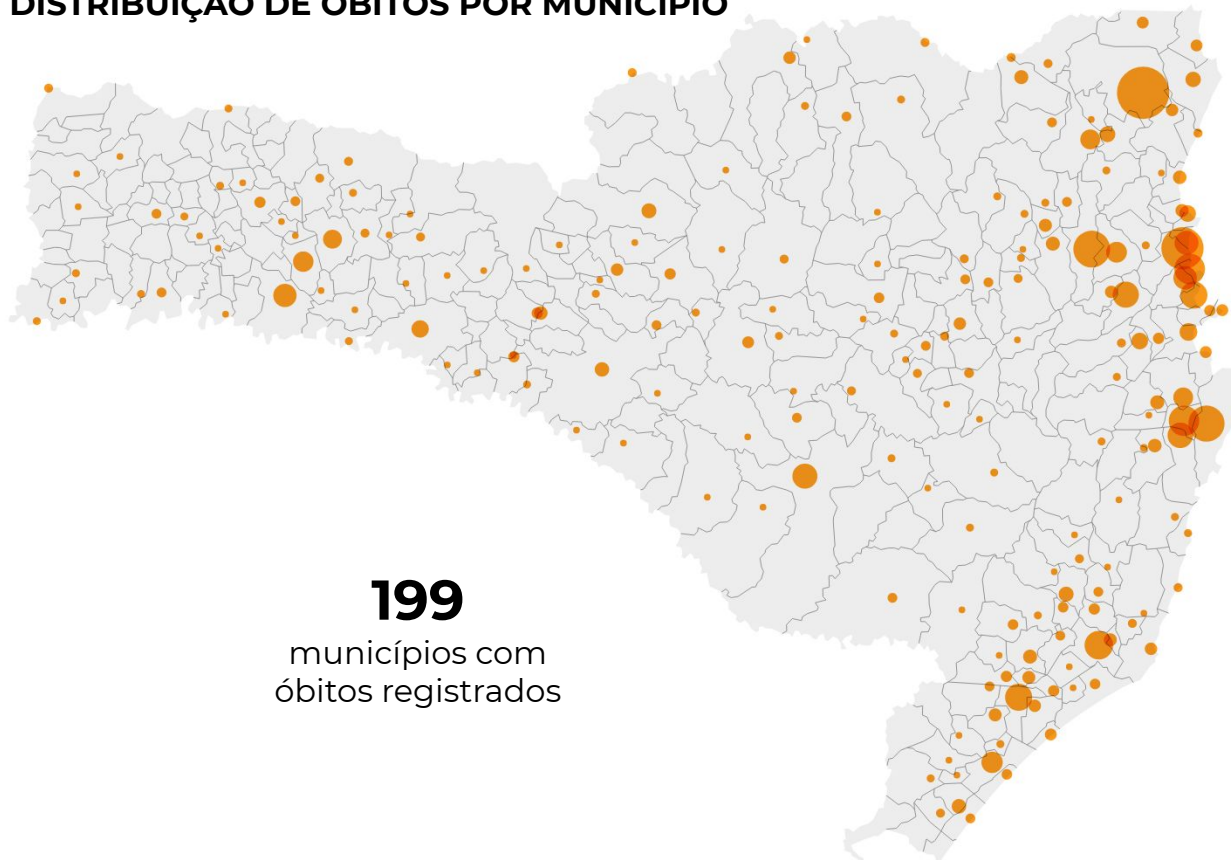 DISTRIBUIÇÃO DE ÓBITOS POR MUNICÍPIO
199
municípios com
óbitos registrados